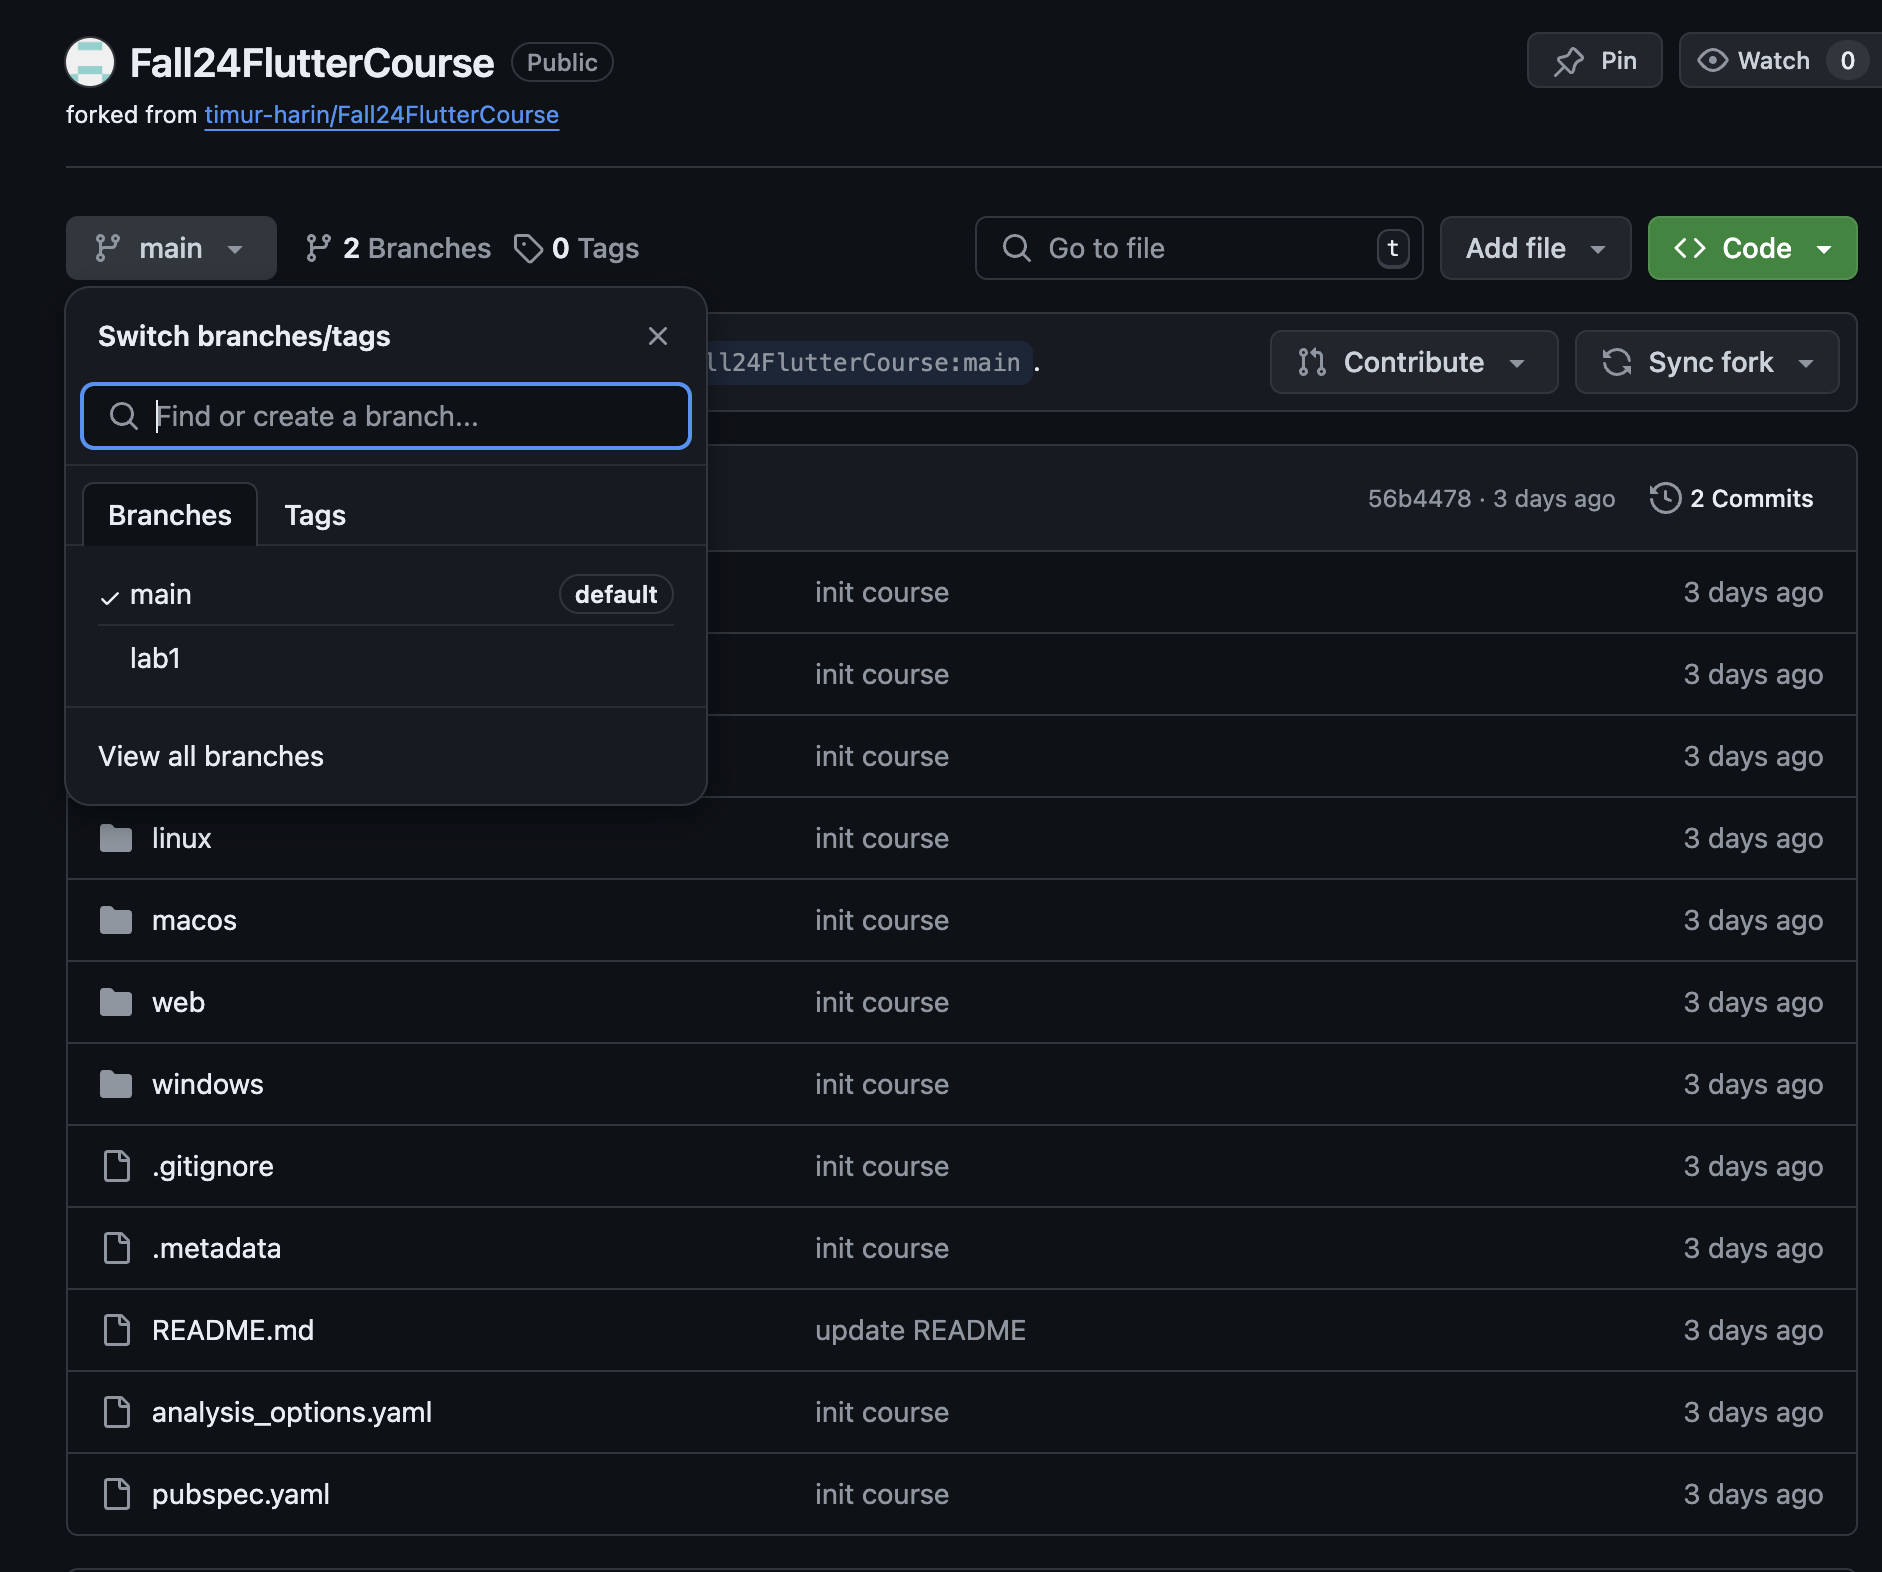 Fall24FlutterCourse Public
Pin
Watch 0
forked from timur-harin/Fall24FlutterCourse
main
2 Branches
0 Tags
Go to file
t
Add file
Code
Switch branches/tags
Find or create a branch...
Branches
Tags
main default
lab1
View all branches
FlutterCourse:main.
Contribute
Sync fork
56b4478 · 3 days ago
2 Commits
init course 3 days ago
init course 3 days ago
init course 3 days ago
linux init course 3 days ago
macos init course 3 days ago
web init course 3 days ago
windows init course 3 days ago
.gitignore init course 3 days ago
.metadata init course 3 days ago
README.md update README 3 days ago
analysis_options.yaml init course 3 days ago
pubspec.yaml init course 3 days ago